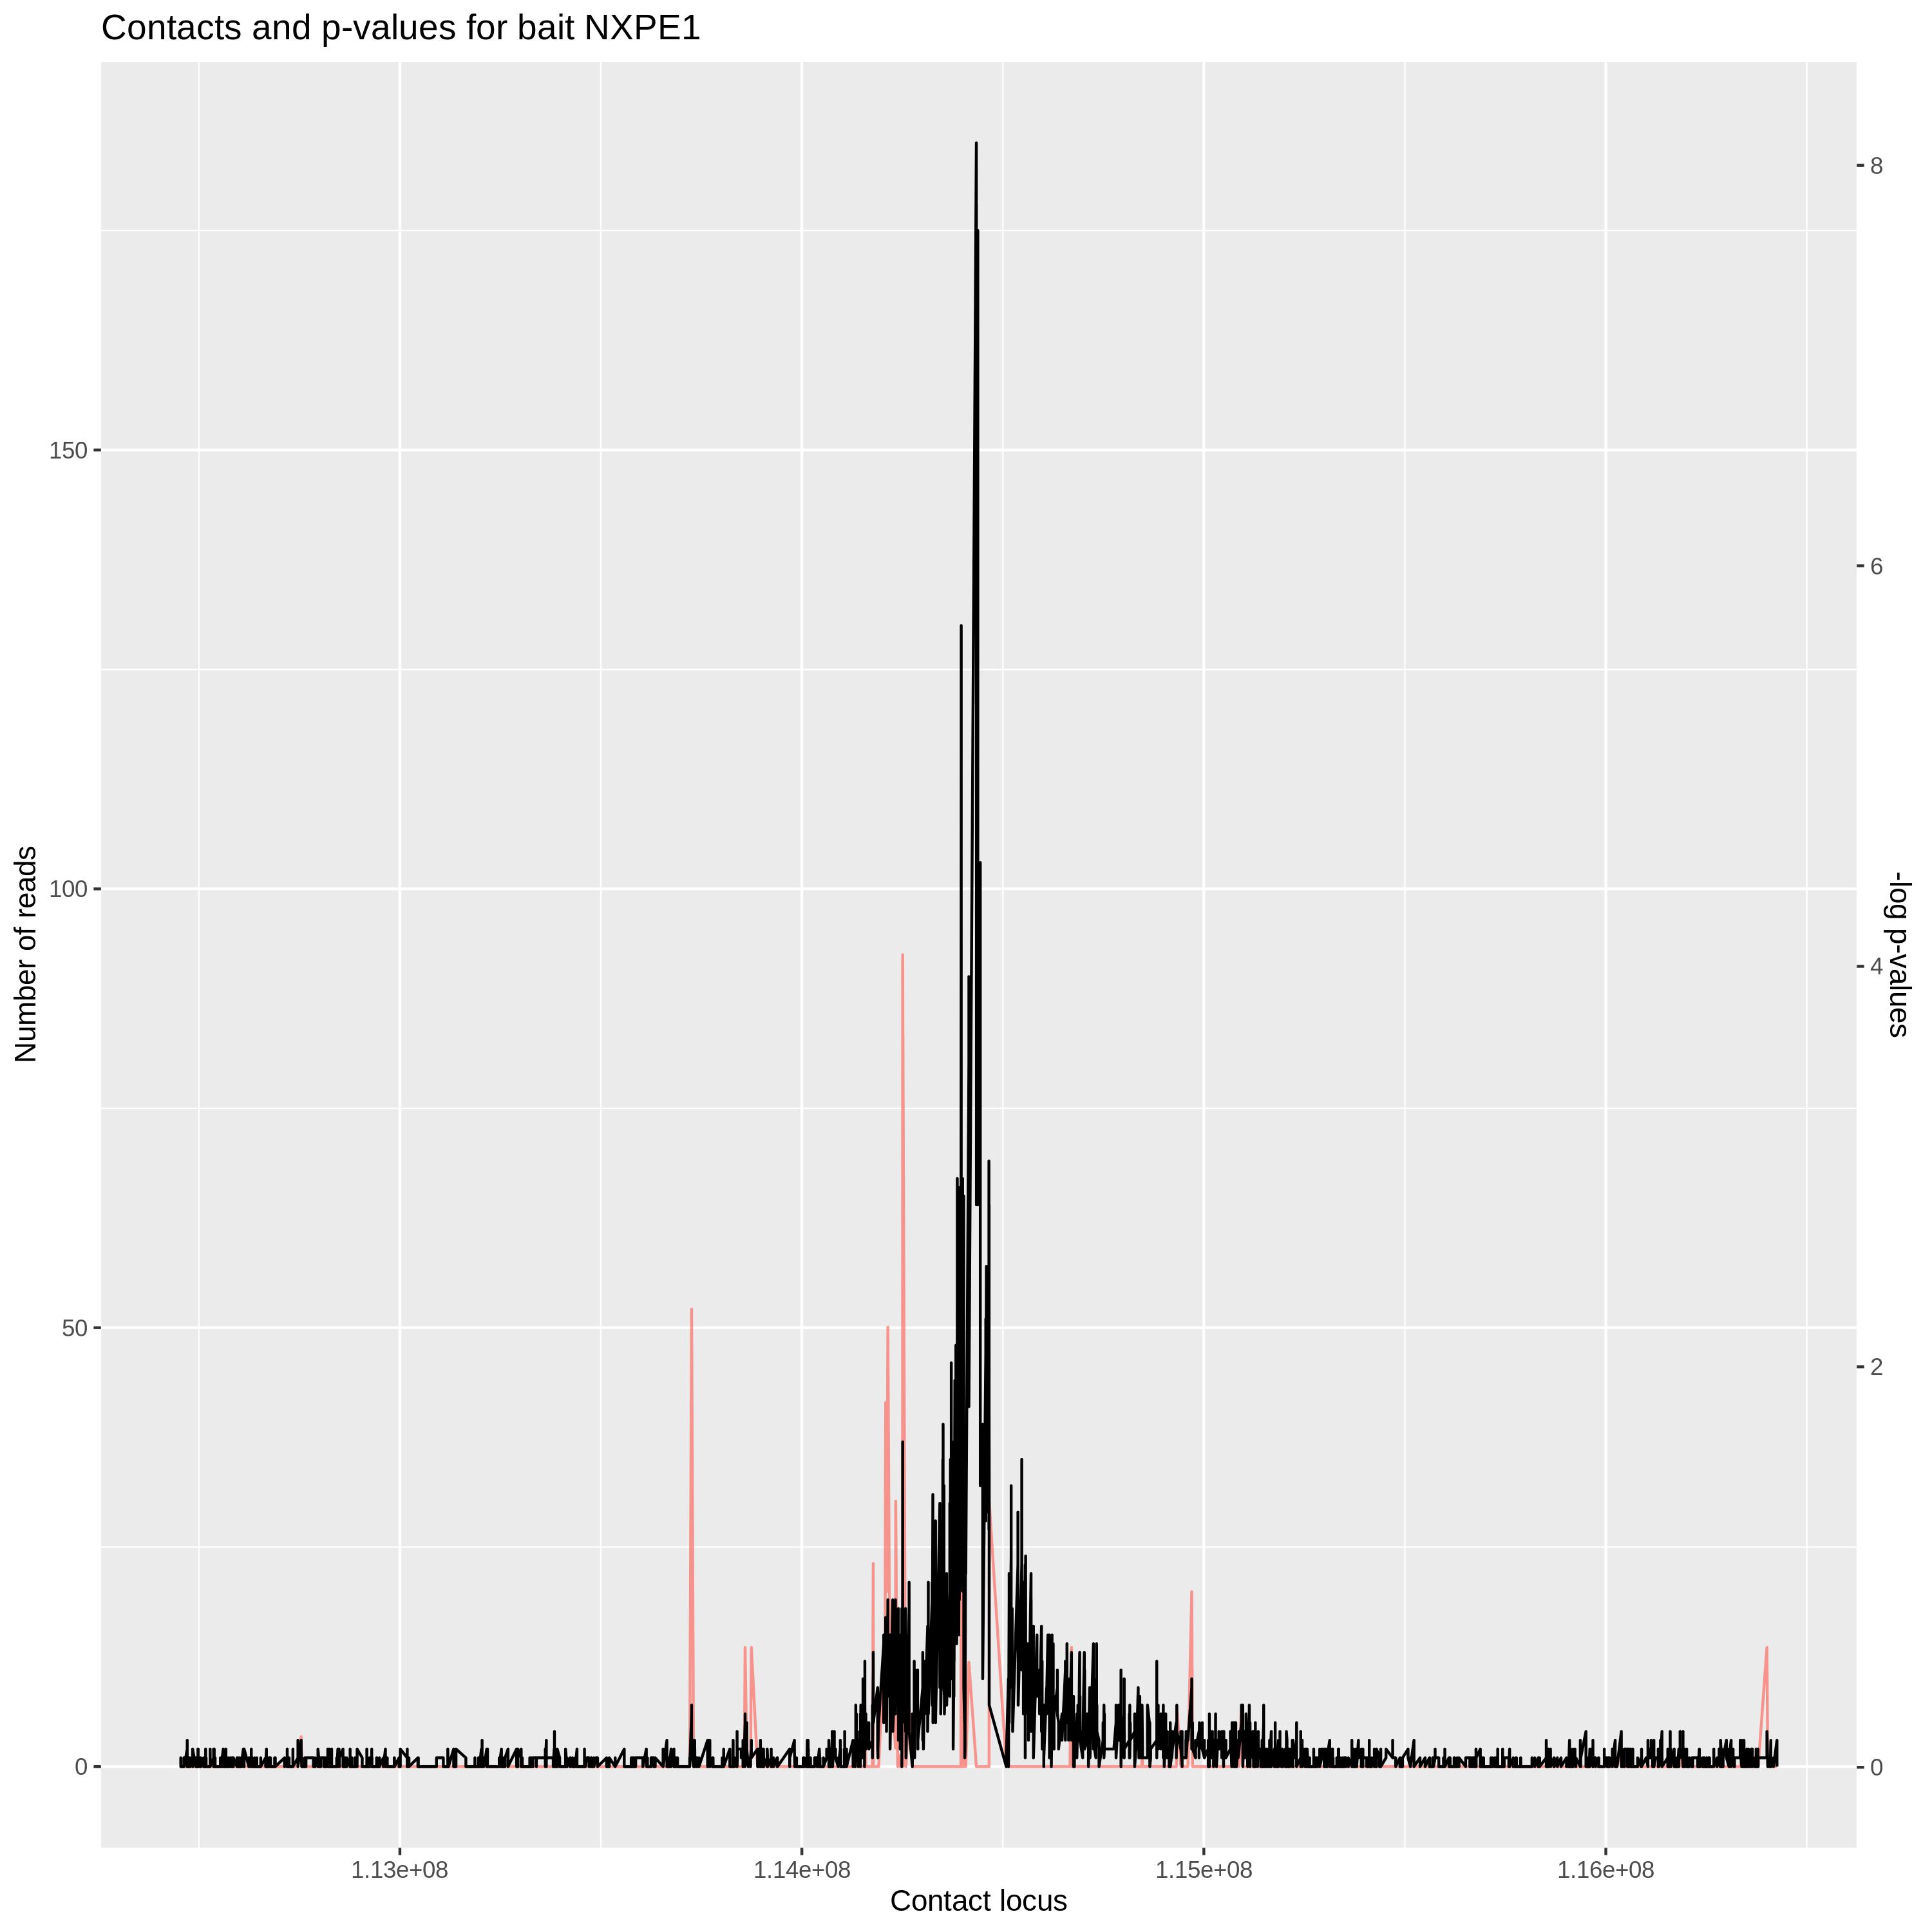 Contacts and p-values for bait NXPE1
8
150
6
Number of reads
100
-log p-values
4
50
2
0
0
1.13e+08
1.14e+08
1.15e+08
1.16e+08
Contact locus